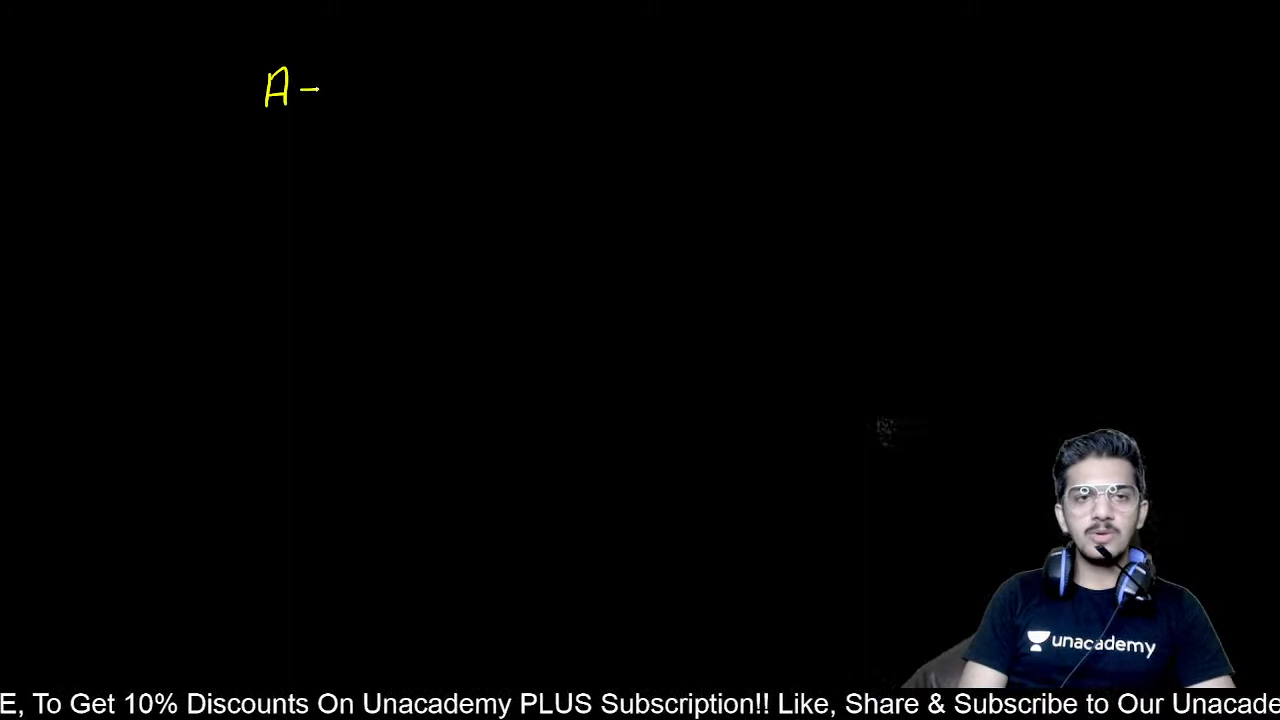 A -
unacademy
E, To Get 10% Discounts On Unacademy PLUS Subscription!! Like, Share & Subscribe to Our Unacade